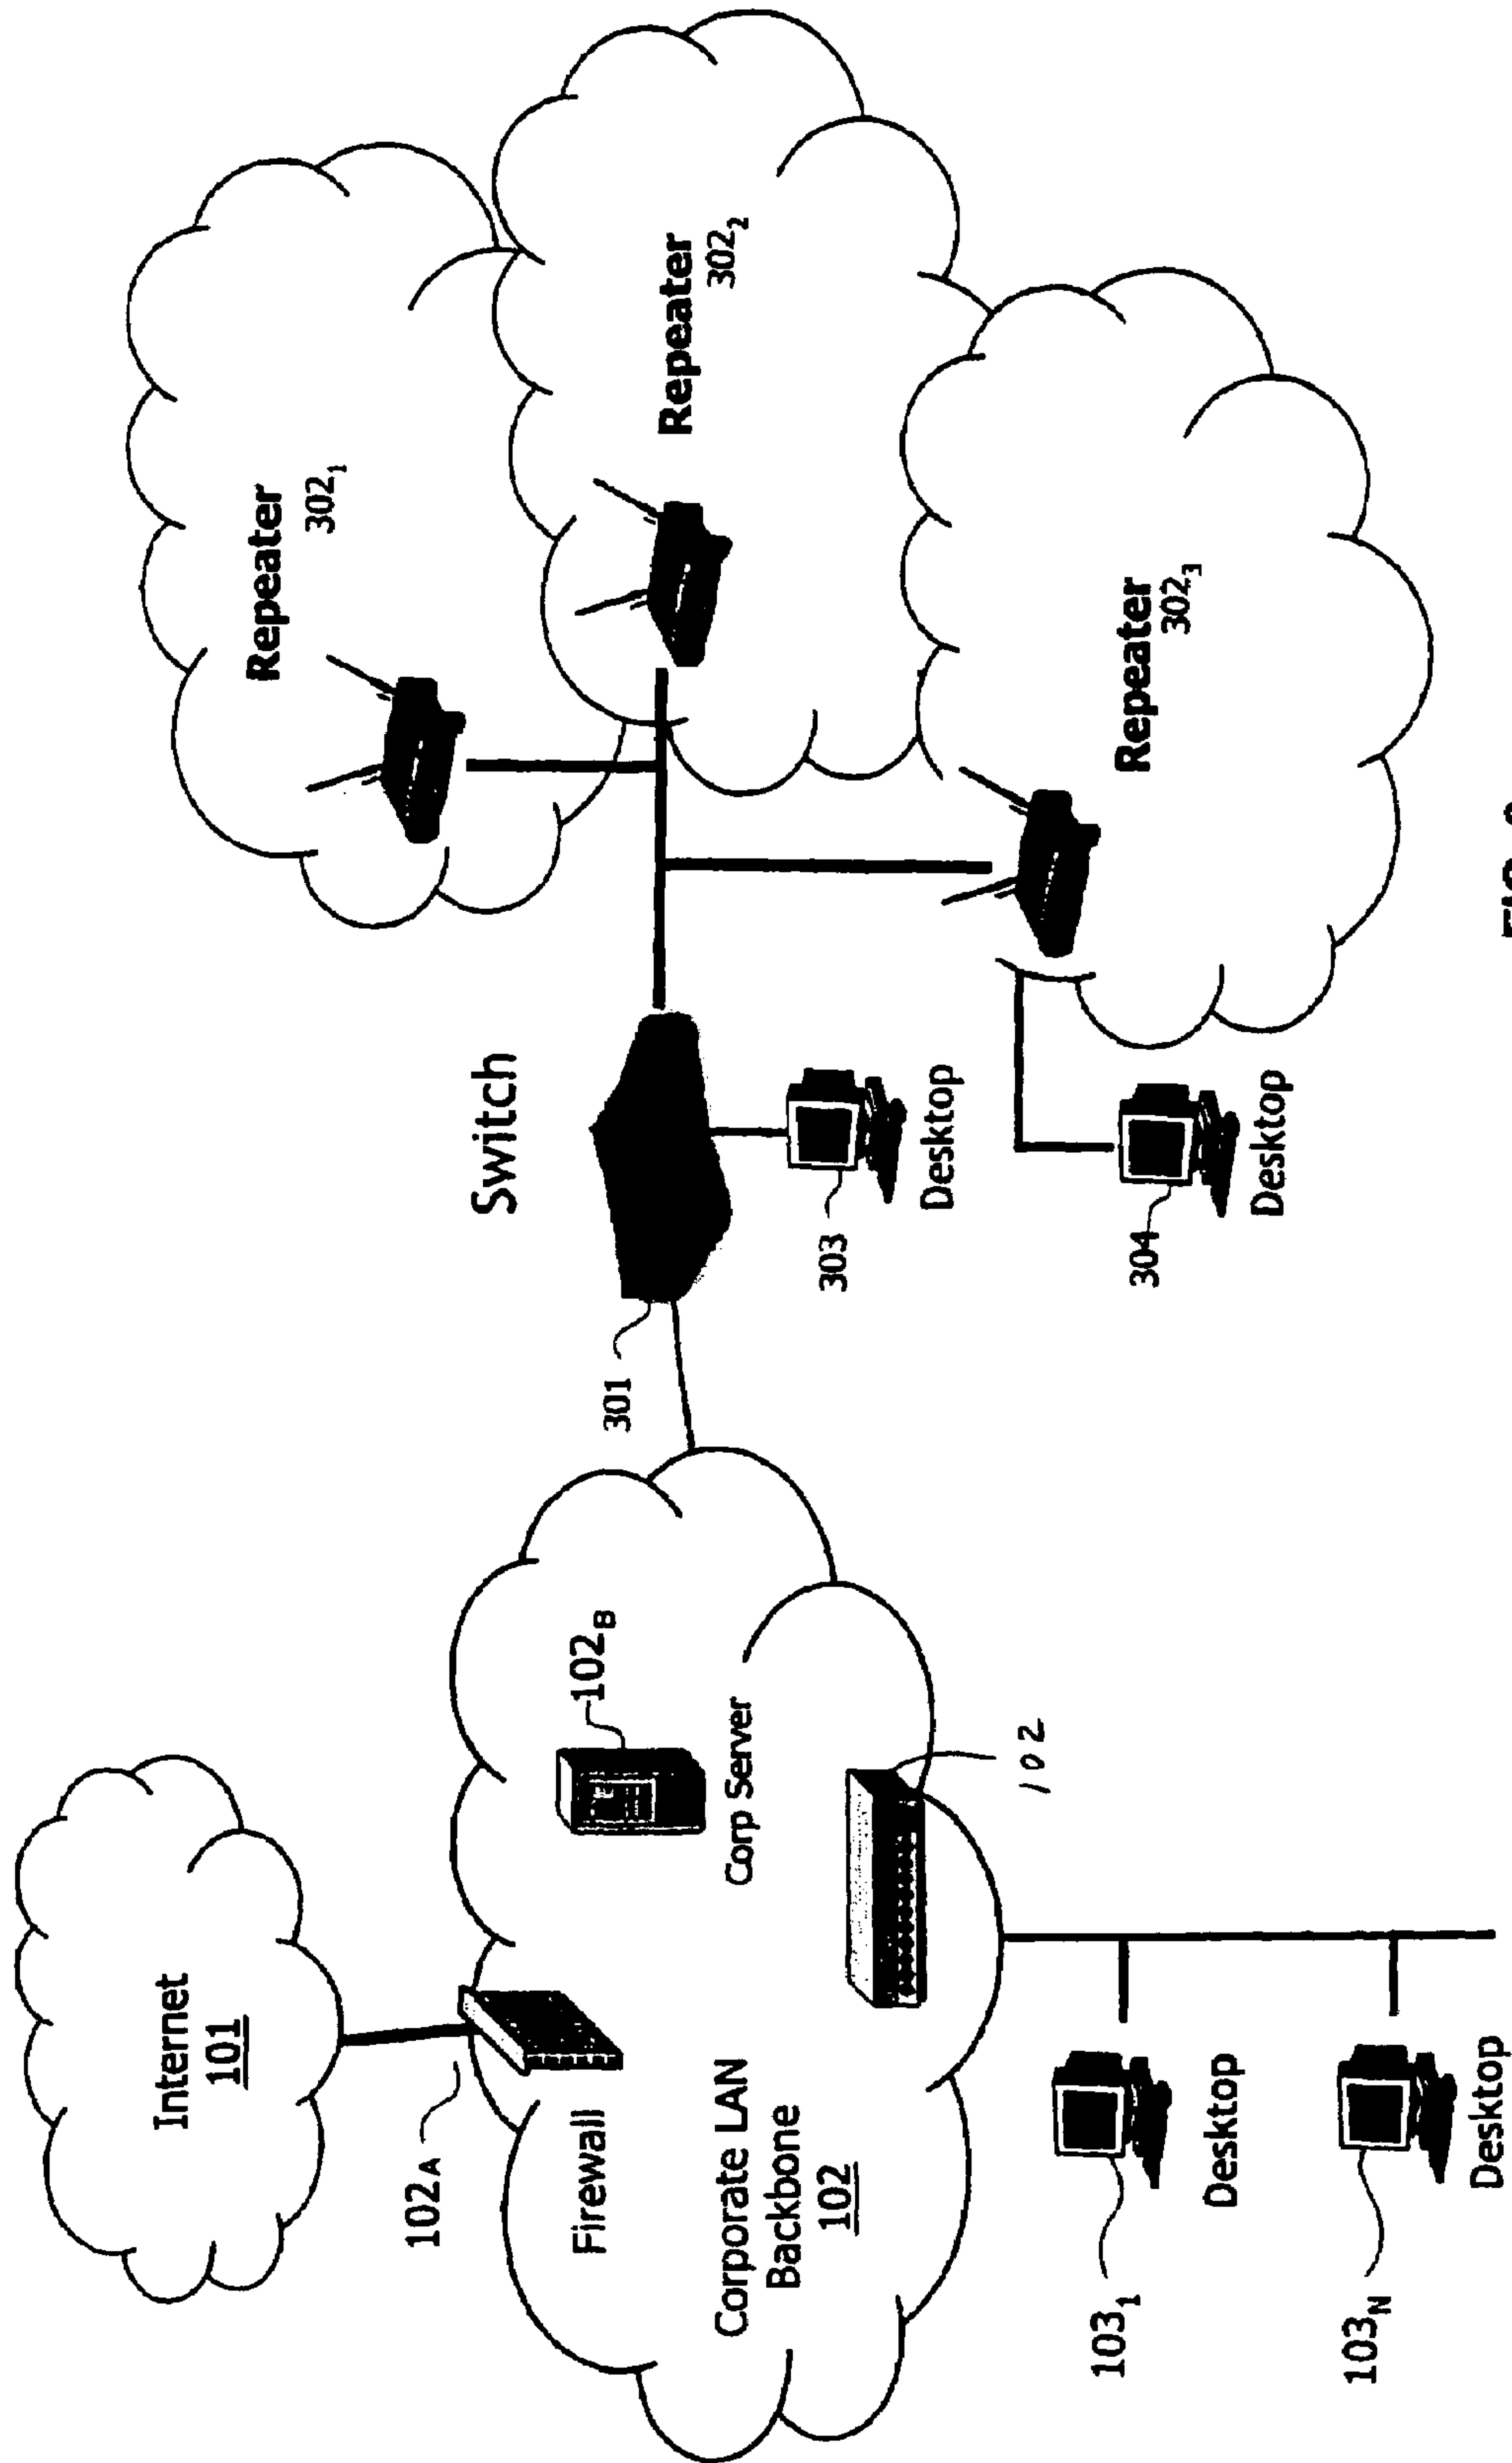 Internet
101
102A
Firewall
Corporate LAN
Backbone
102
102B
Corp Server
102
103₁
Desktop
103N
Desktop
301
Switch
303
Desktop
304
Desktop
Repeater
302₁
Repeater
302₂
Repeater
302₃